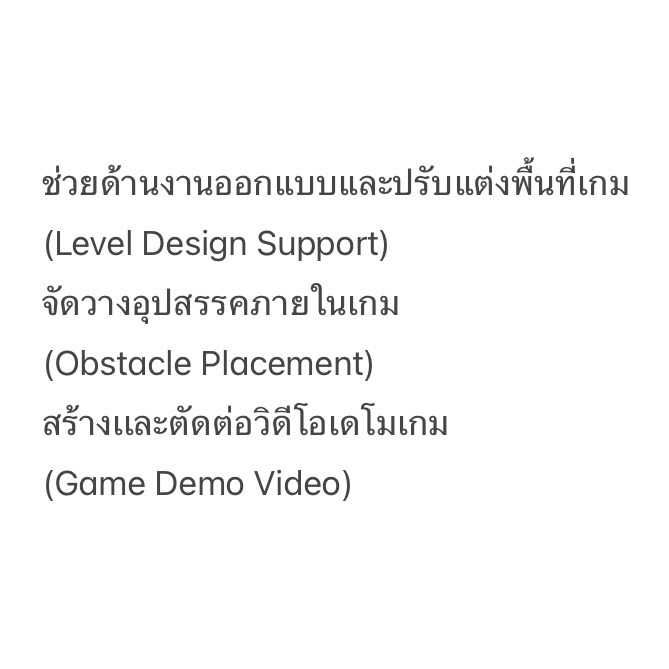 ช่วยด้านงานออกแบบและปรับแต่งพื้นที่เกม
(Level Design Support)
จัดวางอุปสรรคภายในเกม
(Obstacle Placement)
สร้างและตัดต่อวิดีโอเดโมเกม
(Game Demo Video)